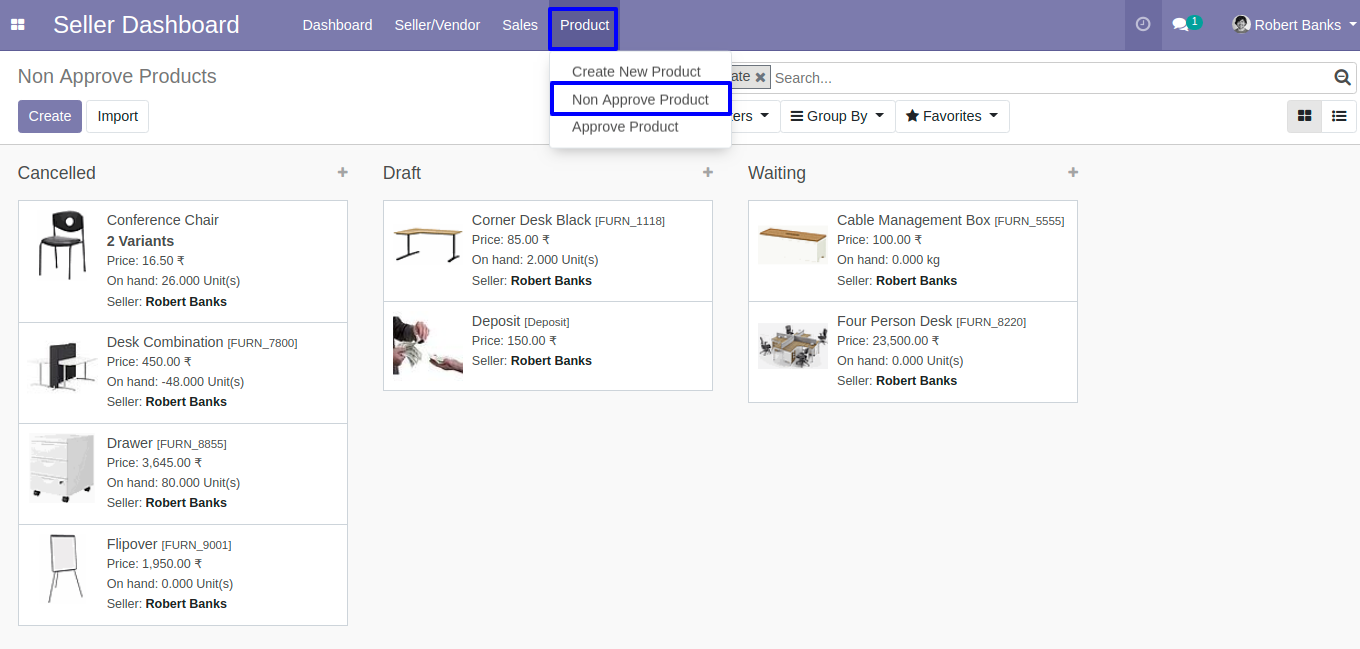 Seller Dashboard
Dashboard Seller/Vendor Sales Product
1
Robert Banks
Non Approve Products
Create New Product
Non Approve Product
Approve Product
Search...
Create Import
Group By Favorites
Cancelled +
Conference Chair
2 Variants
Price: 16.50 ₹
On hand: 26.000 Unit(s)
Seller: Robert Banks
Desk Combination [FURN_7800]
Price: 450.00 ₹
On hand: -48.000 Unit(s)
Seller: Robert Banks
Drawer [FURN_8855]
Price: 3,645.00 ₹
On hand: 80.000 Unit(s)
Seller: Robert Banks
Flipover [FURN_9001]
Price: 1,950.00 ₹
On hand: 0.000 Unit(s)
Seller: Robert Banks
Draft +
Corner Desk Black [FURN_1118]
Price: 85.00 ₹
On hand: 2.000 Unit(s)
Seller: Robert Banks
Deposit [Deposit]
Price: 150.00 ₹
Seller: Robert Banks
Waiting +
Cable Management Box [FURN_5555]
Price: 100.00 ₹
On hand: 0.000 kg
Seller: Robert Banks
Four Person Desk [FURN_8220]
Price: 23,500.00 ₹
On hand: 0.000 Unit(s)
Seller: Robert Banks